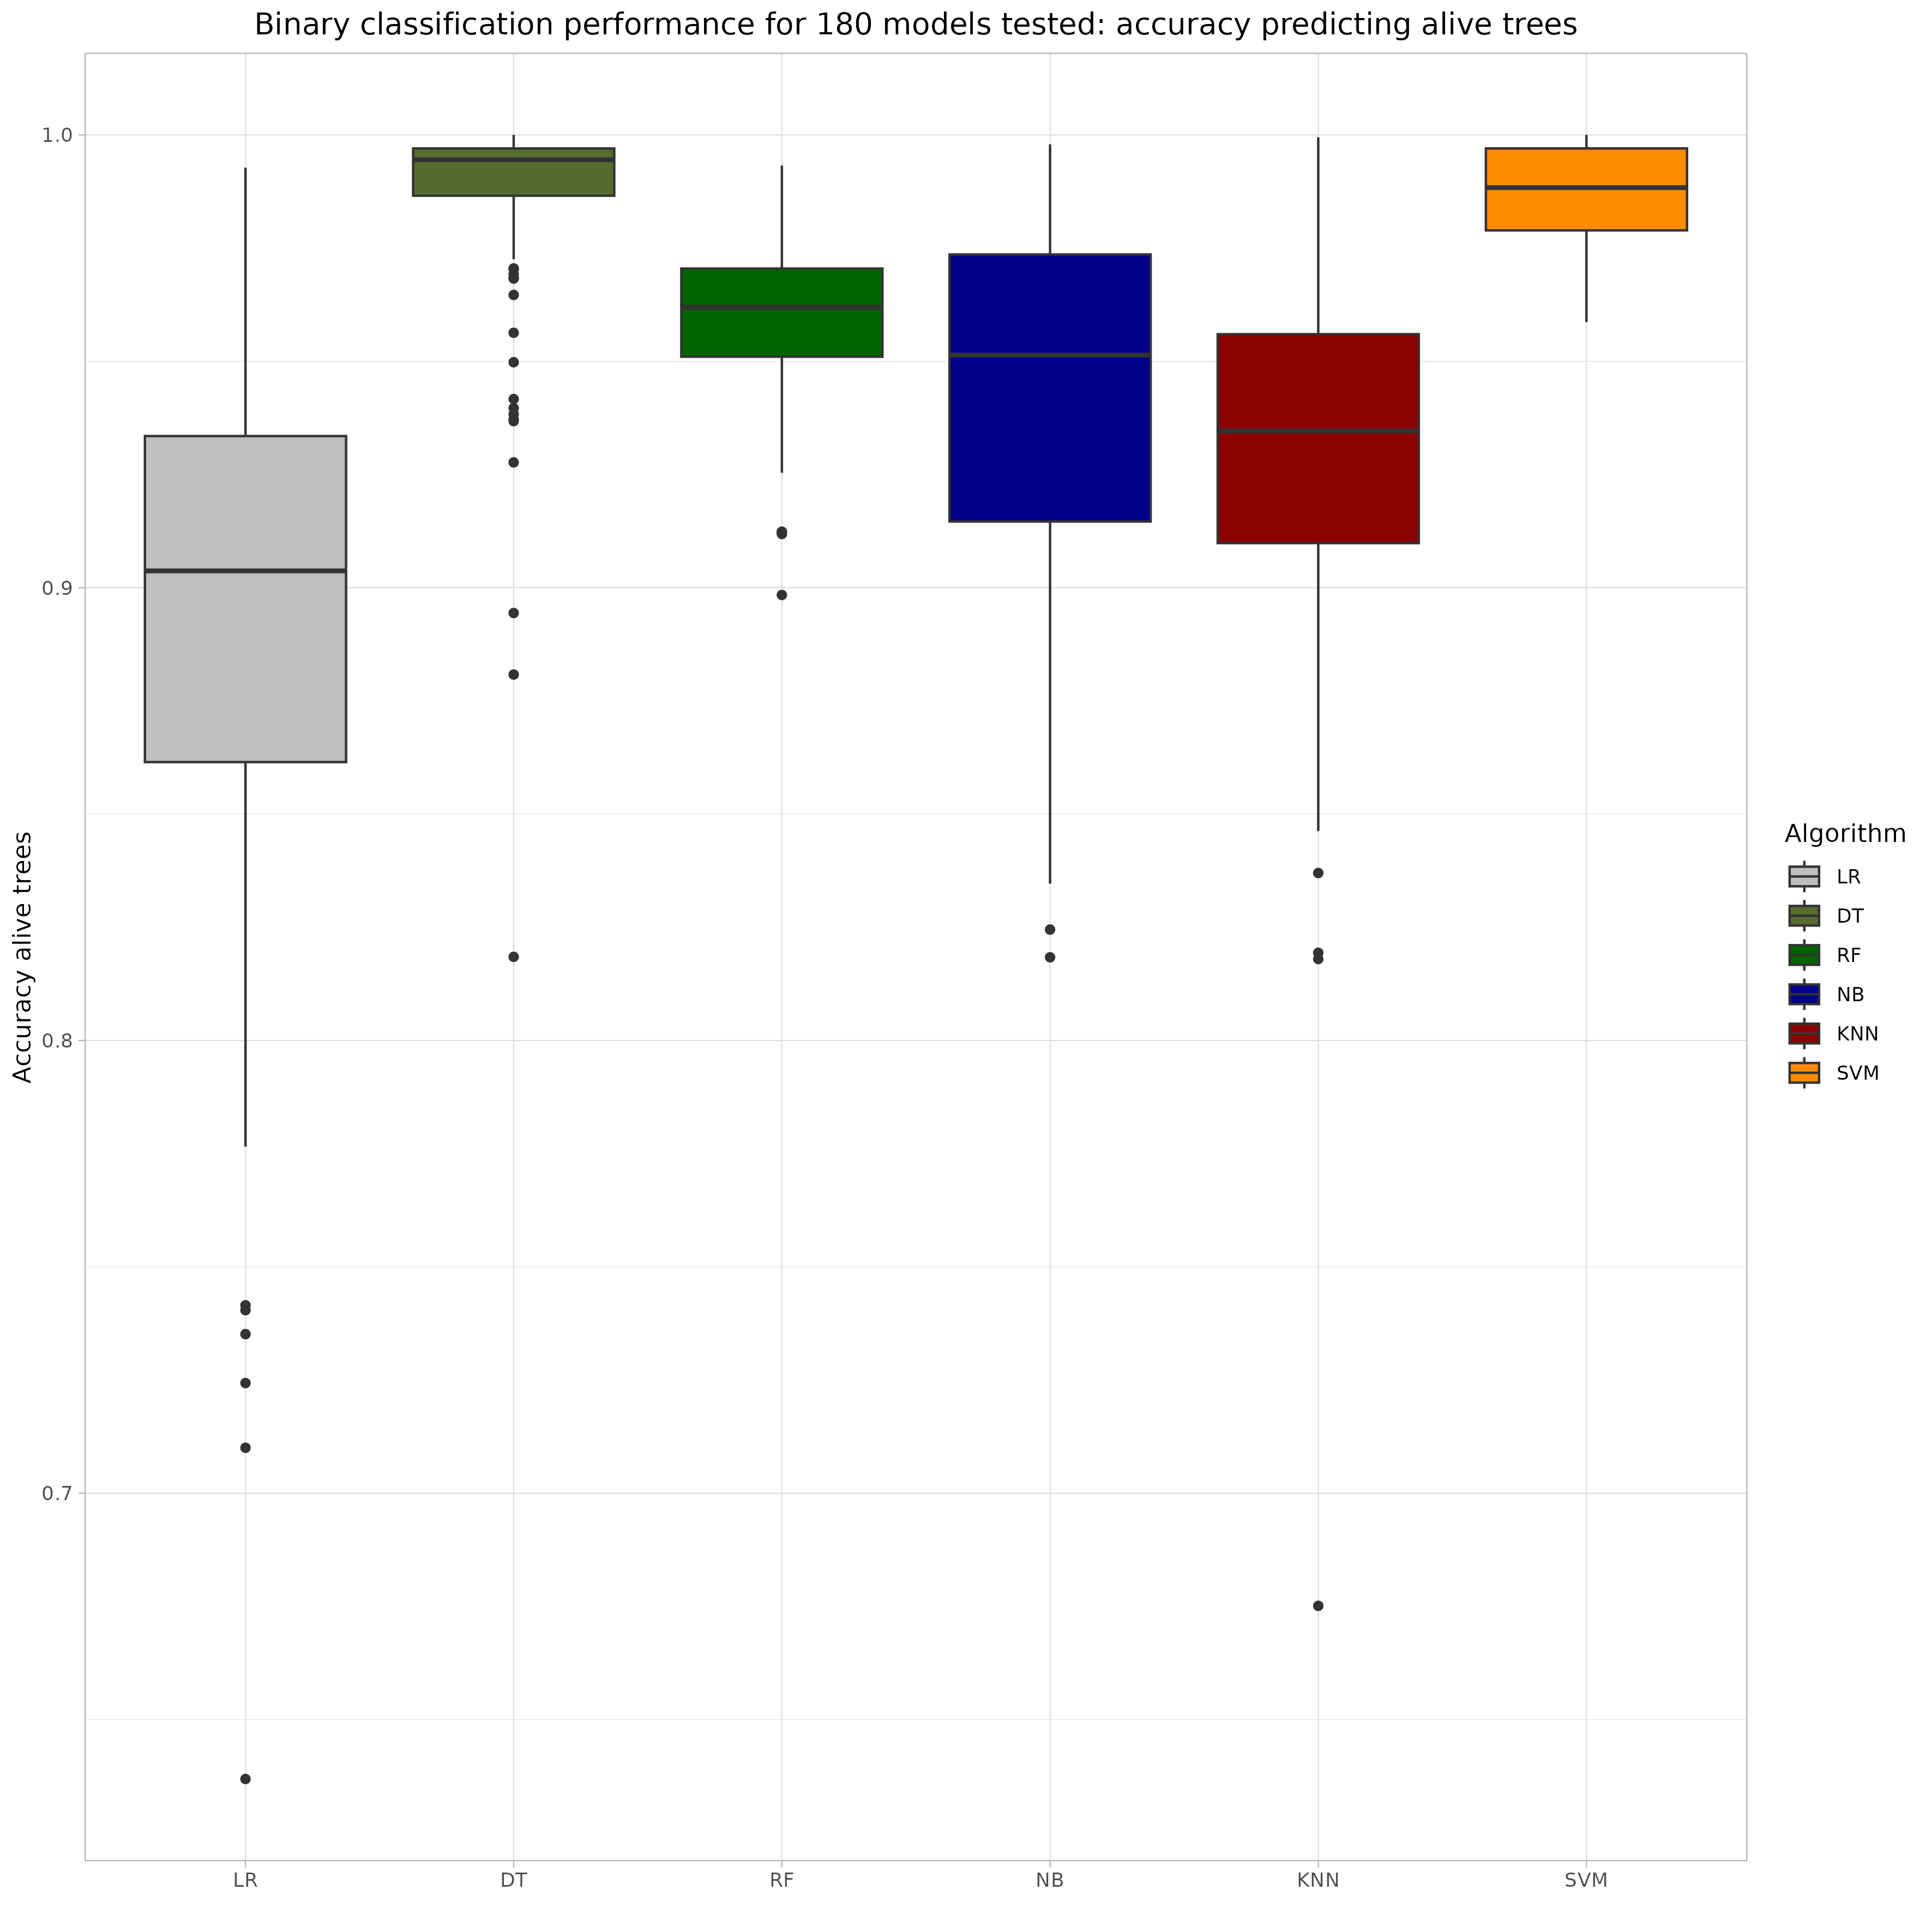 Binary classification performance for 180 models tested: accuracy predicting alive trees
Accuracy alive trees
1.0
0.9
0.8
0.7
LR
DT
RF
NB
KNN
SVM
Algorithm
LR
DT
RF
NB
KNN
SVM